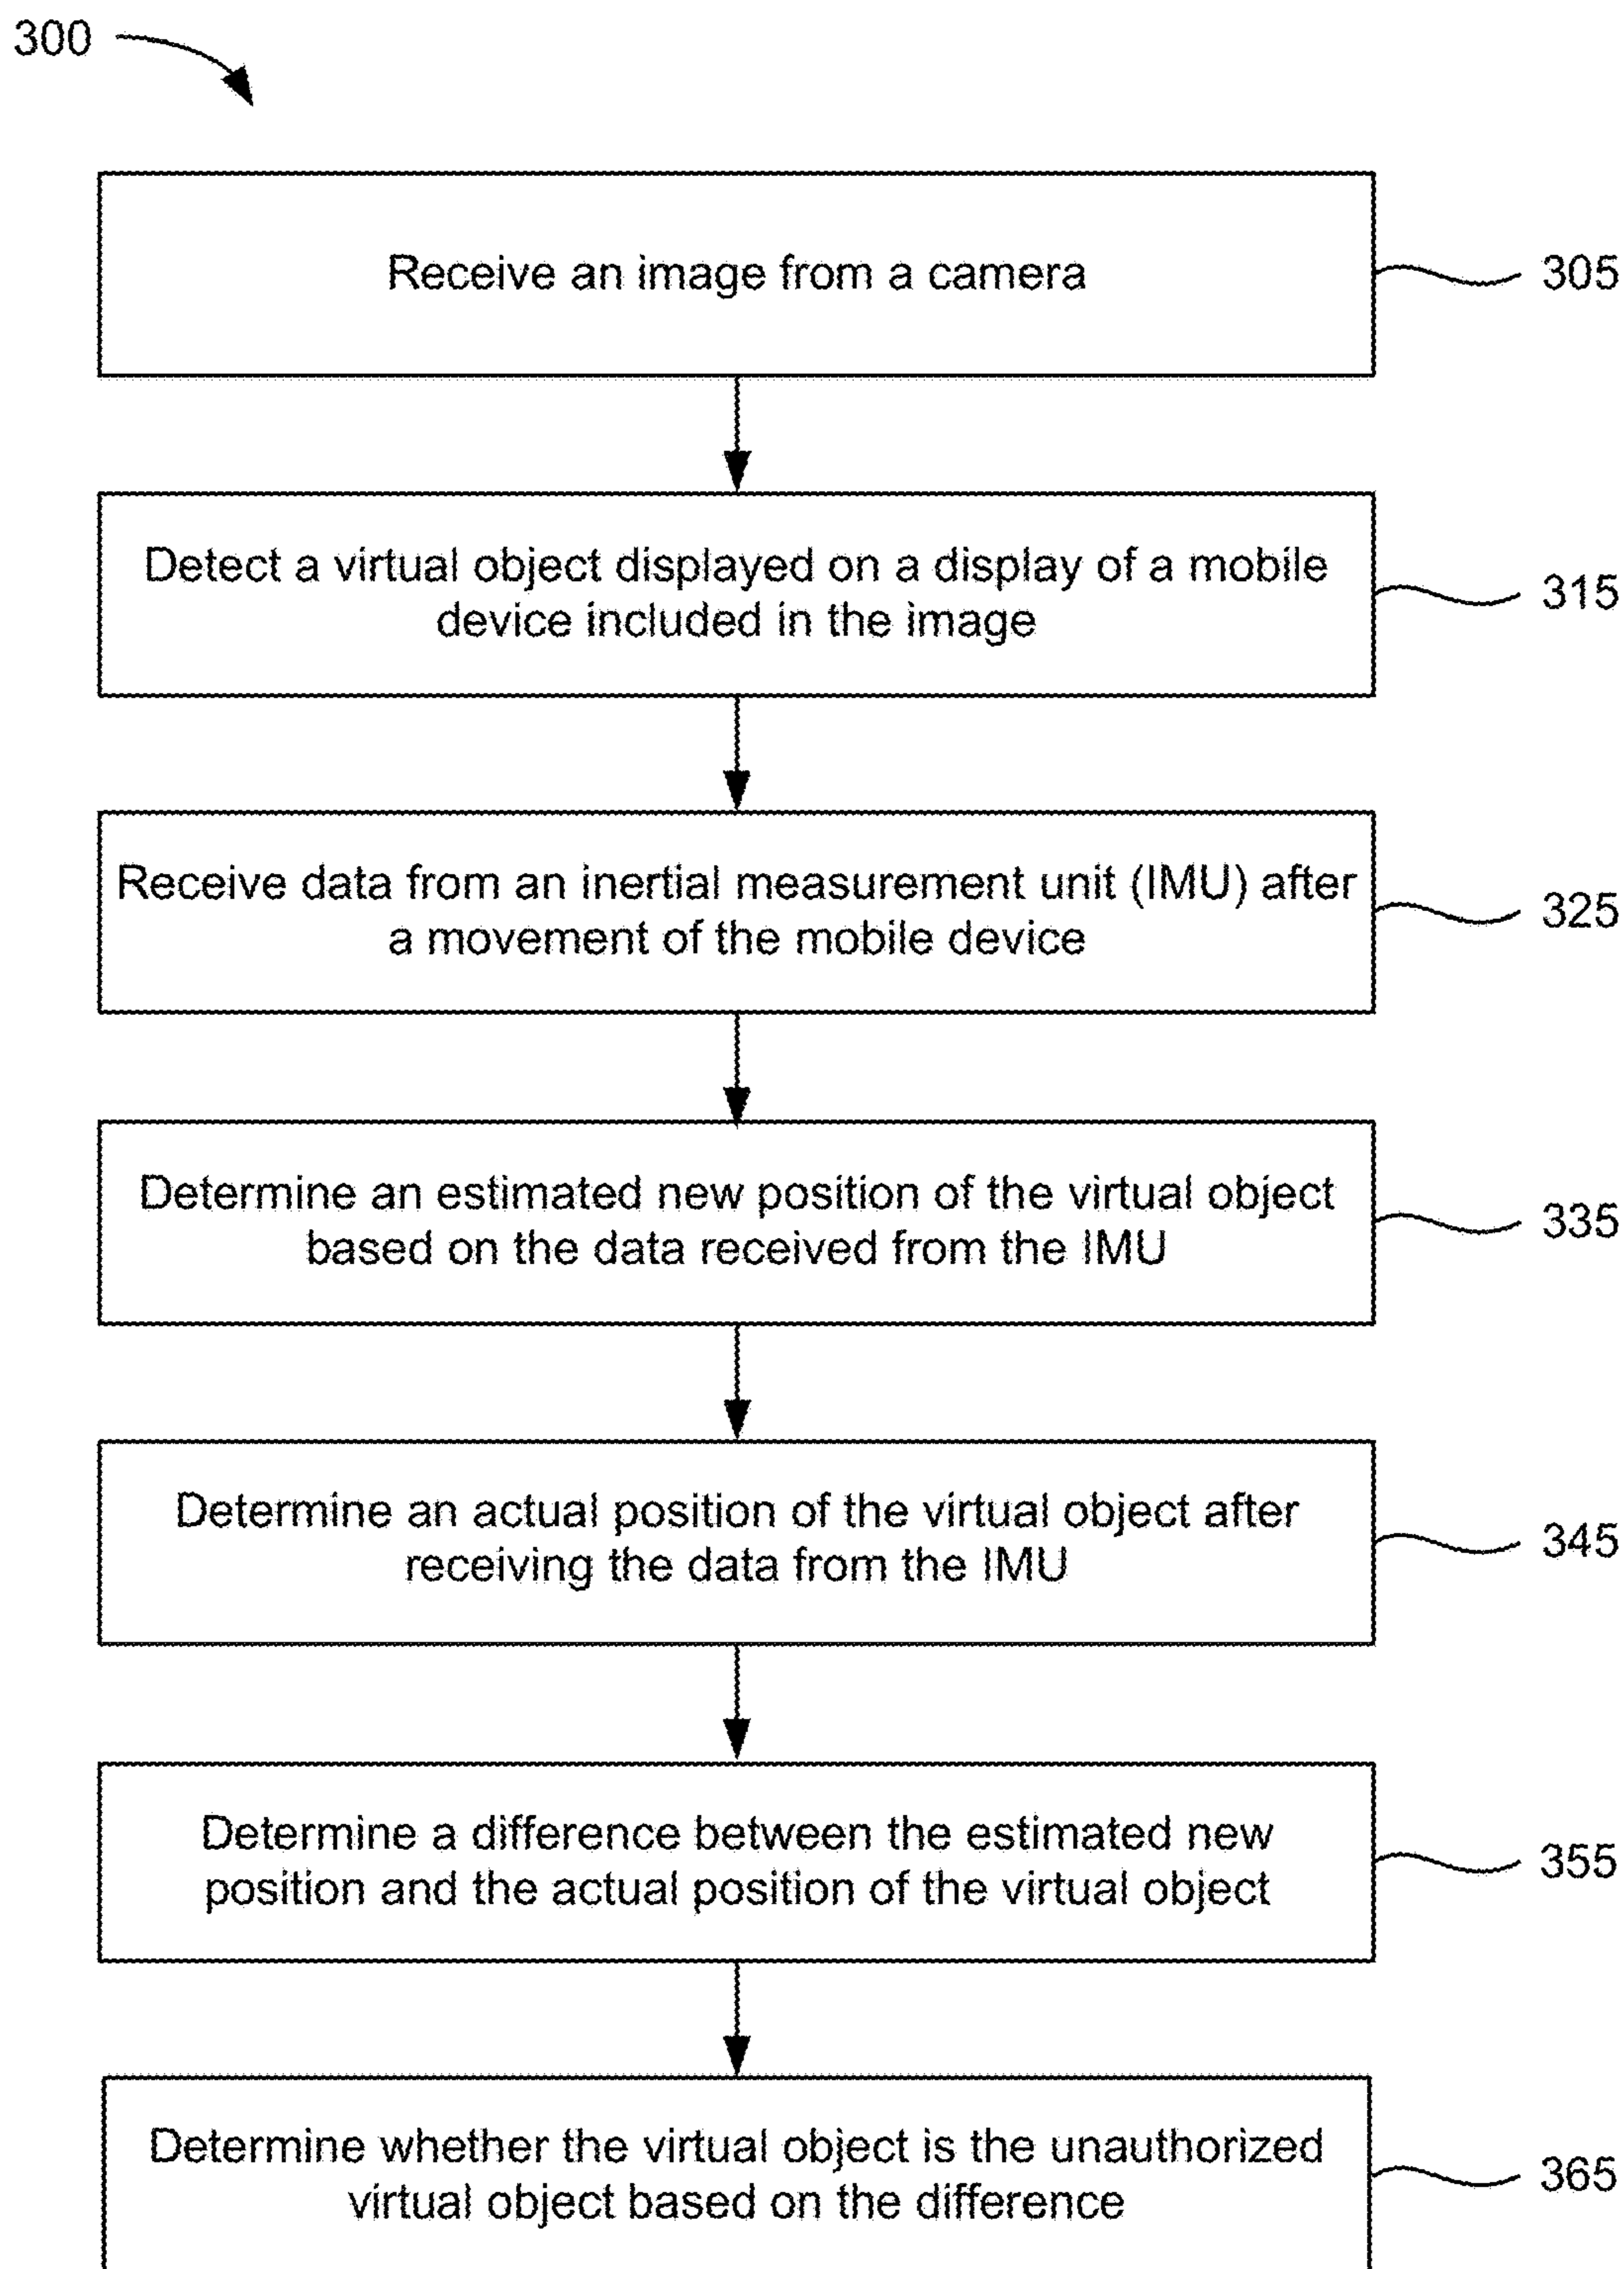 300
Receive an image from a camera
305
Detect a virtual object displayed on a display of a mobile
device included in the image
315
Receive data from an inertial measurement unit (IMU) after
a movement of the mobile device
325
Determine an estimated new position of the virtual object
based on the data received from the IMU
335
Determine an actual position of the virtual object after
receiving the data from the IMU
345
Determine a difference between the estimated new
position and the actual position of the virtual object
355
Determine whether the virtual object is the unauthorized
virtual object based on the difference
365